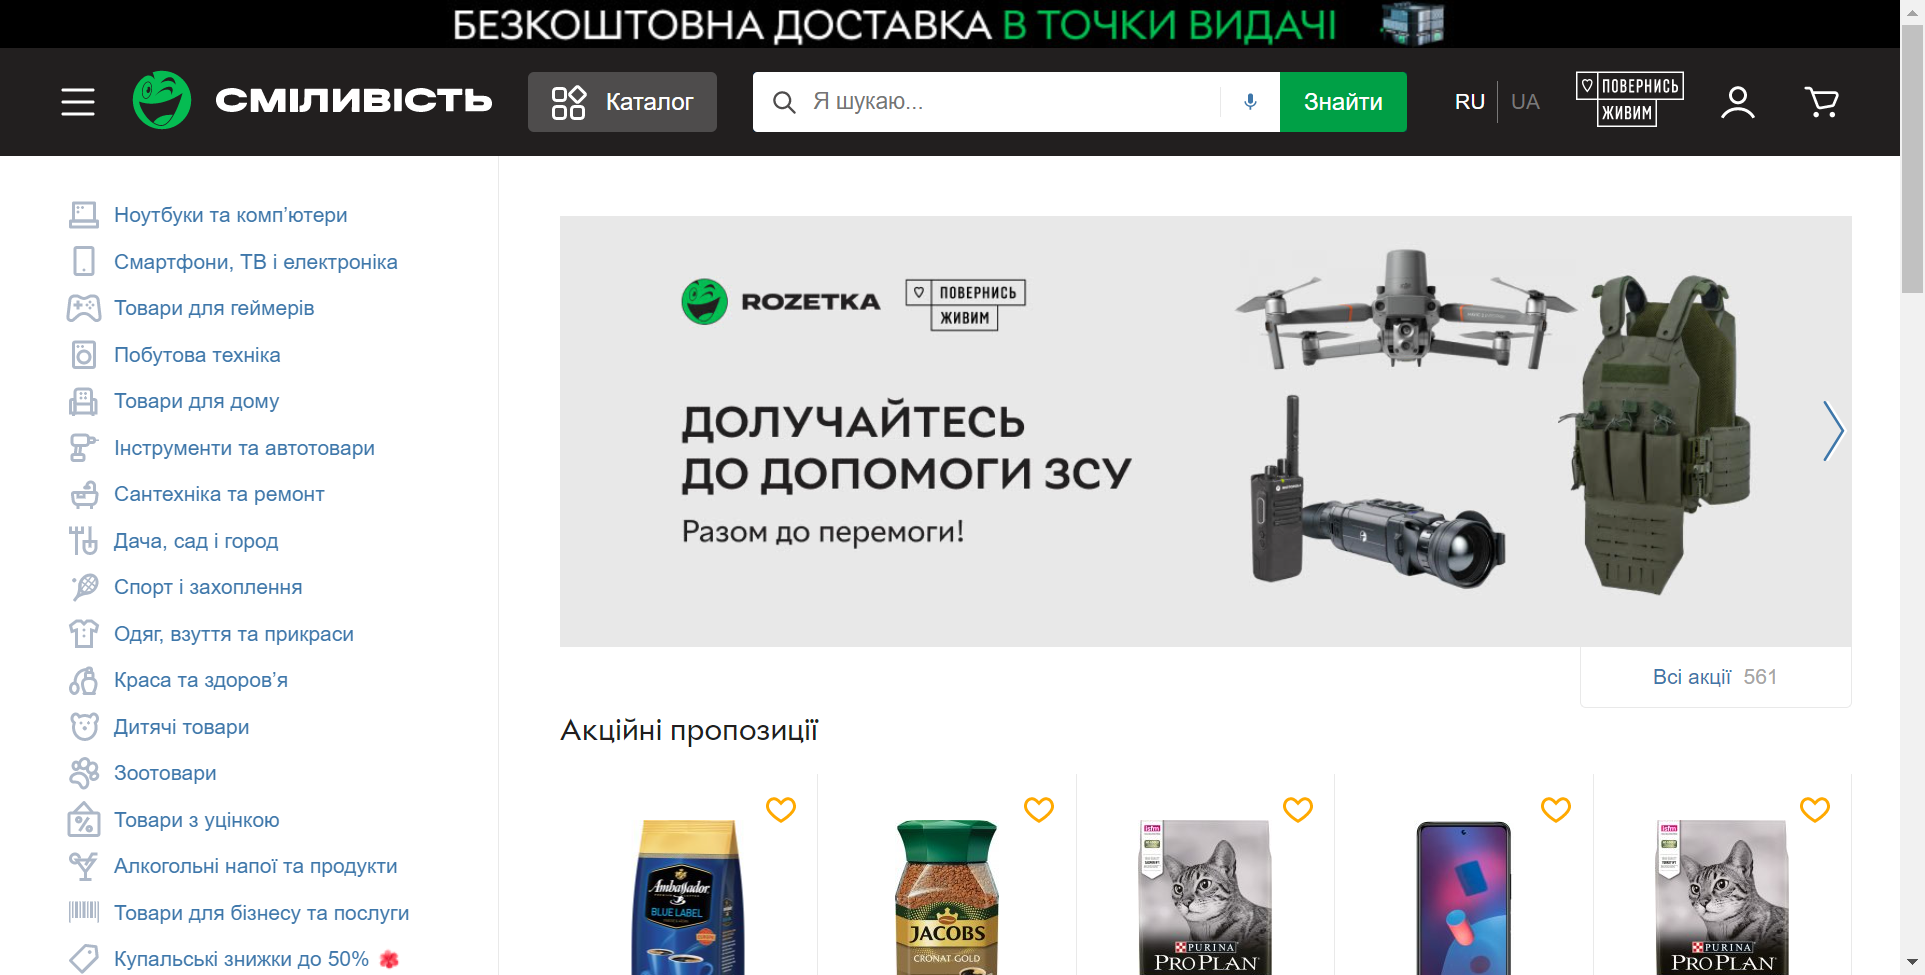 БЕЗКОШТОВНА ДОСТАВКА В ТОЧКИ ВИДАЧІ
СМІЛИВІСТЬ
Каталог
Я шукаю...
Знайти
RU
UA
ПОВЕРНИСЬ
ЖИВИМ
Ноутбуки та комп’ютери
Смартфони, ТВ і електроніка
Товари для геймерів
Побутова техніка
Товари для дому
Інструменти та автотовари
Сантехніка та ремонт
Дача, сад і город
Спорт і захоплення
Одяг, взуття та прикраси
Краса та здоров’я
Дитячі товари
Зоотовари
Товари з уцінкою
Алкогольні напої та продукти
Товари для бізнесу та послуги
Купальські знижки до 50%
ROZETKA
ПОВЕРНИСЬ
ЖИВИМ
ДОЛУЧАЙТЕСЬ
ДО ДОПОМОГИ ЗСУ
Разом до перемоги!
Всі акції 561
Акційні пропозиції
Ambassador
BLUE LABEL
JACOBS
CRONAT GOLD
PURINA
PRO PLAN
PURINA
PRO PLAN